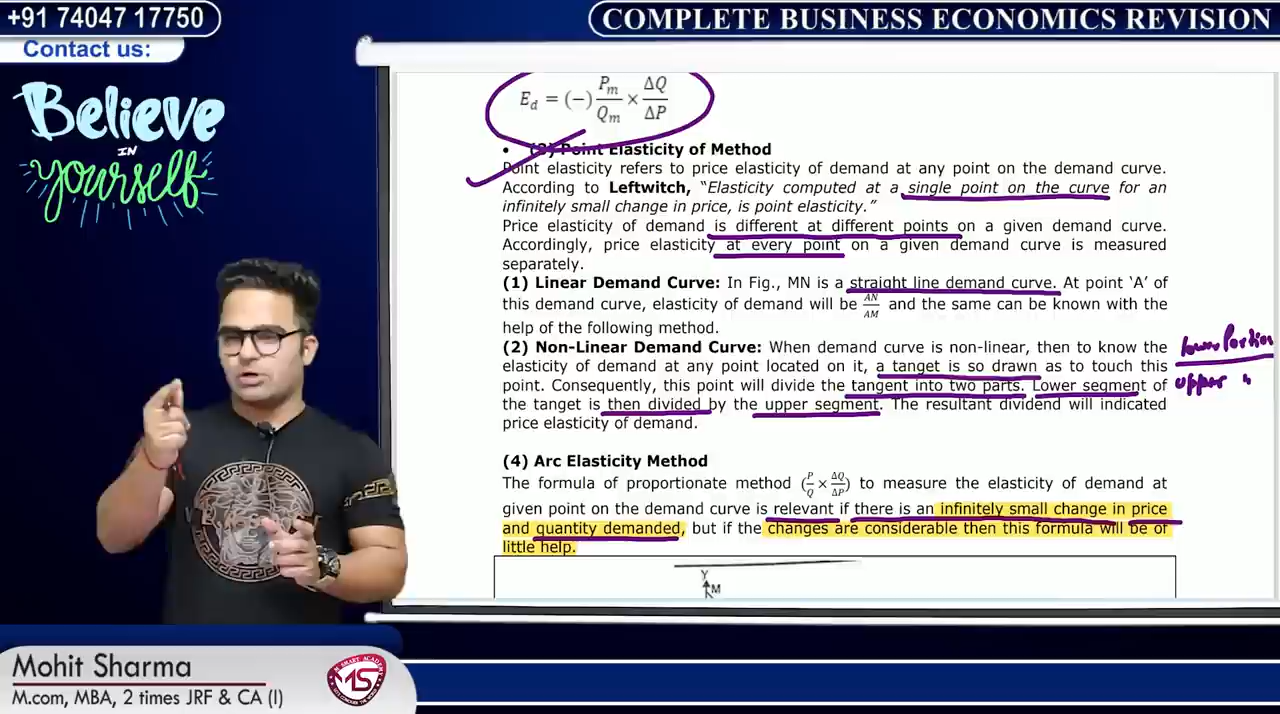 +91 74047 17750
Contact us:
COMPLETE BUSINESS ECONOMICS REVISION
Believe
IN
yourself
E_d = (−) P_m/Q_m × ΔQ/ΔP
• (3) Point Elasticity of Method
Point elasticity refers to price elasticity of demand at any point on the demand curve.
According to Leftwitch, “Elasticity computed at a single point on the curve for an
infinitely small change in price, is point elasticity.”
Price elasticity of demand is different at different points on a given demand curve.
Accordingly, price elasticity at every point on a given demand curve is measured
separately.
(1) Linear Demand Curve: In Fig., MN is a straight line demand curve. At point ‘A’ of
this demand curve, elasticity of demand will be AN/AM and the same can be known with the
help of the following method.
(2) Non-Linear Demand Curve: When demand curve is non-linear, then to know the
elasticity of demand at any point located on it, a target is so drawn as to touch this
point. Consequently, this point will divide the tangent into two parts. Lower segment of
the target is then divided by the upper segment. The resultant dividend will indicated
price elasticity of demand.
lower Portion
upper "
(4) Arc Elasticity Method
The formula of proportionate method (P/Q × ΔQ/ΔP) to measure the elasticity of demand at
given point on the demand curve is relevant if there is an infinitely small change in price
and quantity demanded, but if the changes are considerable then this formula will be of
little help.
Y
M
Mohit Sharma
M.com, MBA, 2 times JRF & CA (I)
M SMART ACADEMY
MS